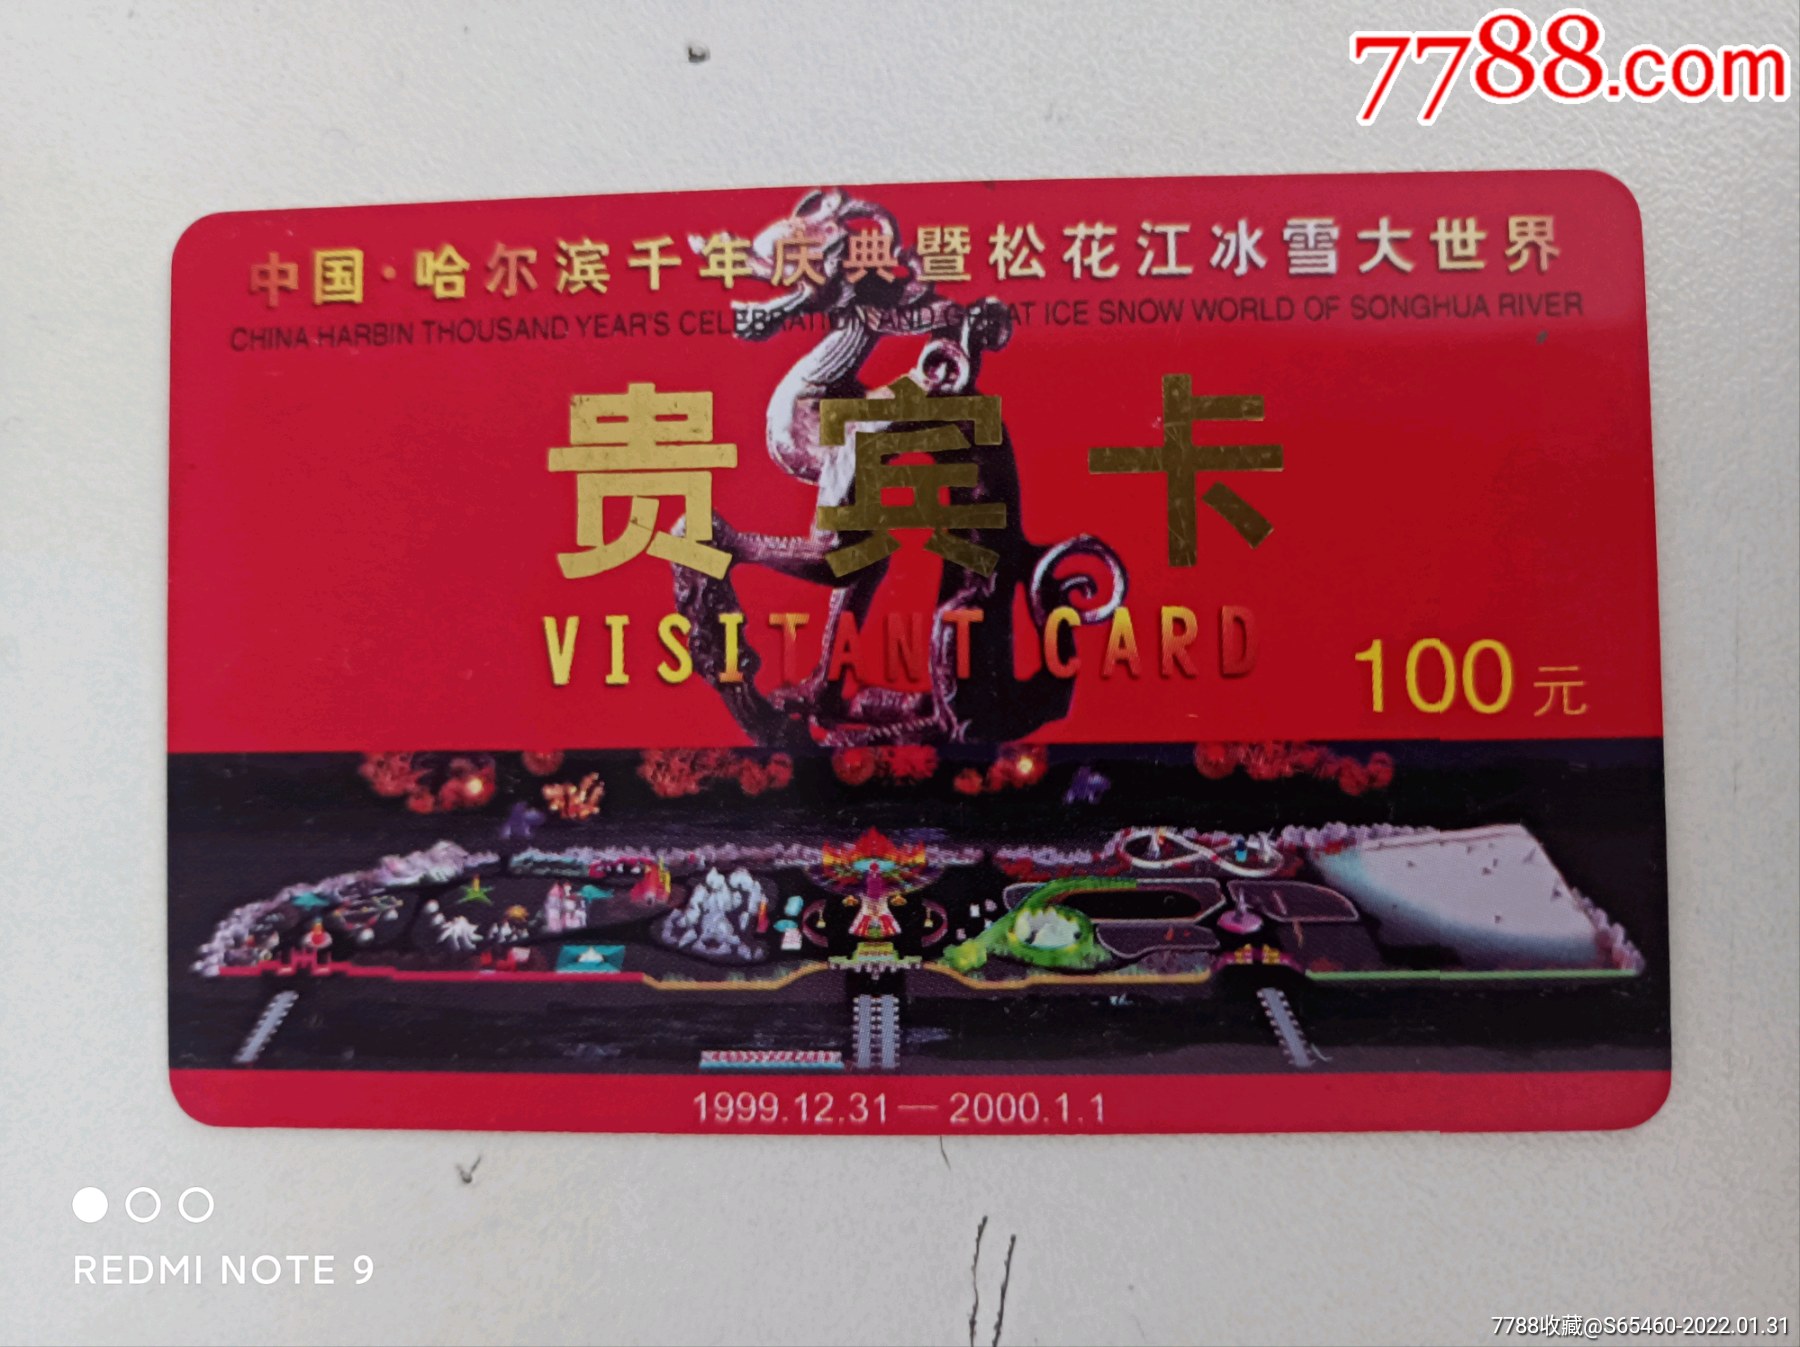 7788.com
中国·哈尔滨千年庆典暨松花江冰雪大世界
CHINA HARBIN THOUSAND YEAR'S CELEBRATION AND GREAT ICE SNOW WORLD OF SONGHUA RIVER
贵宾卡
VISITANT CARD
100元
1999.12.31—2000.1.1
REDMI NOTE 9
7788收藏@S65460-2022.01.31